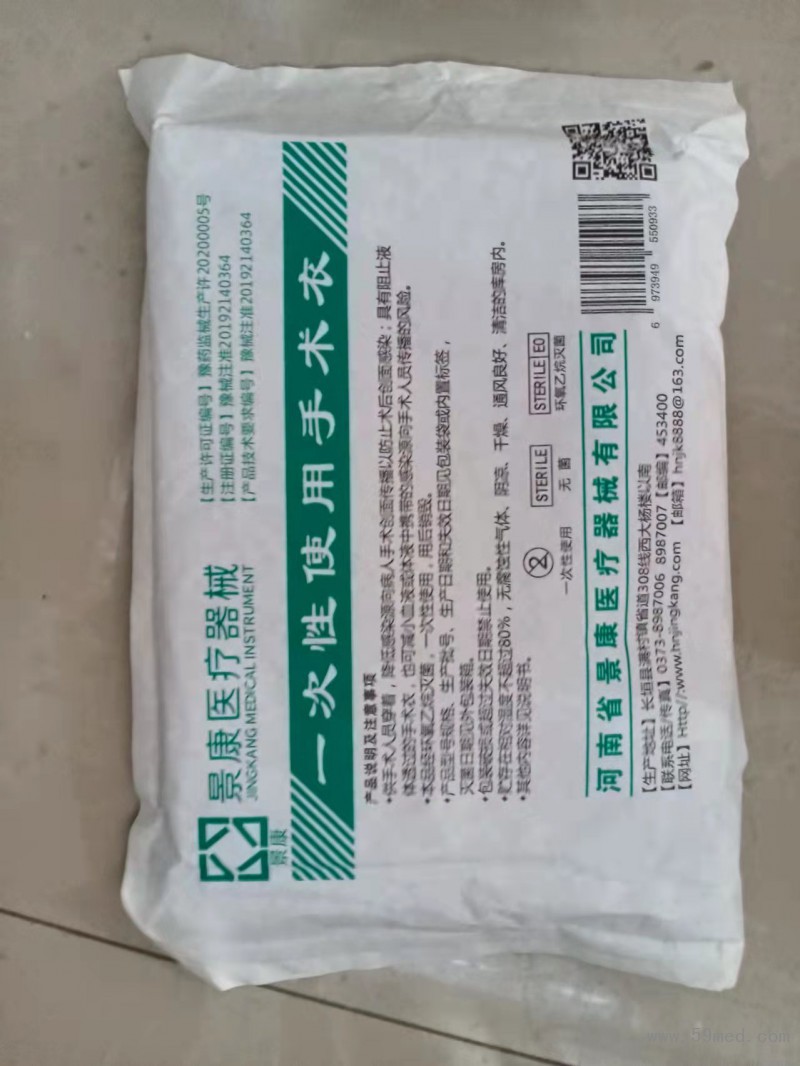 景康
景康医疗器械
JINGKANG MEDICAL INSTRUMENT
【生产许可证编号】豫药监械生产许20200005号
【注册证编号】豫械注准20192140364
【产品技术要求编号】豫械注准20192140364
一次性使用手术衣
产品说明及注意事项
•供手术人员穿着，降低感染源向病人手术创面传播以防止术后创面感染；具有阻止液
体透过的手术衣，也可减小血液或体液中携带的感染源向手术人员传播的风险。
•本品经环氧乙烷灭菌，一次性使用，用后销毁。
•产品型号规格、生产批号、生产日期和失效日期见包装袋或内置标签，
灭菌日期见外包装箱。
•包装破损或超过失效日期禁止使用。
•贮存在相对湿度不超过80%，无腐蚀性气体、阴凉、干燥、通风良好、清洁的库房内。
•其他内容详见说明书。
2 STERILE STERILE EO
一次性使用 无菌 环氧乙烷灭菌
河南省景康医疗器械有限公司
【生产地址】长垣县满村镇省道308线西大杨楼以南
【联系电话/传真】0373-8987006 8987007【邮编】453400
【网址】Http//:www.hnjingkang.com 【邮箱】hnjk8888@163.com
6 973949 550933
www.159med.com